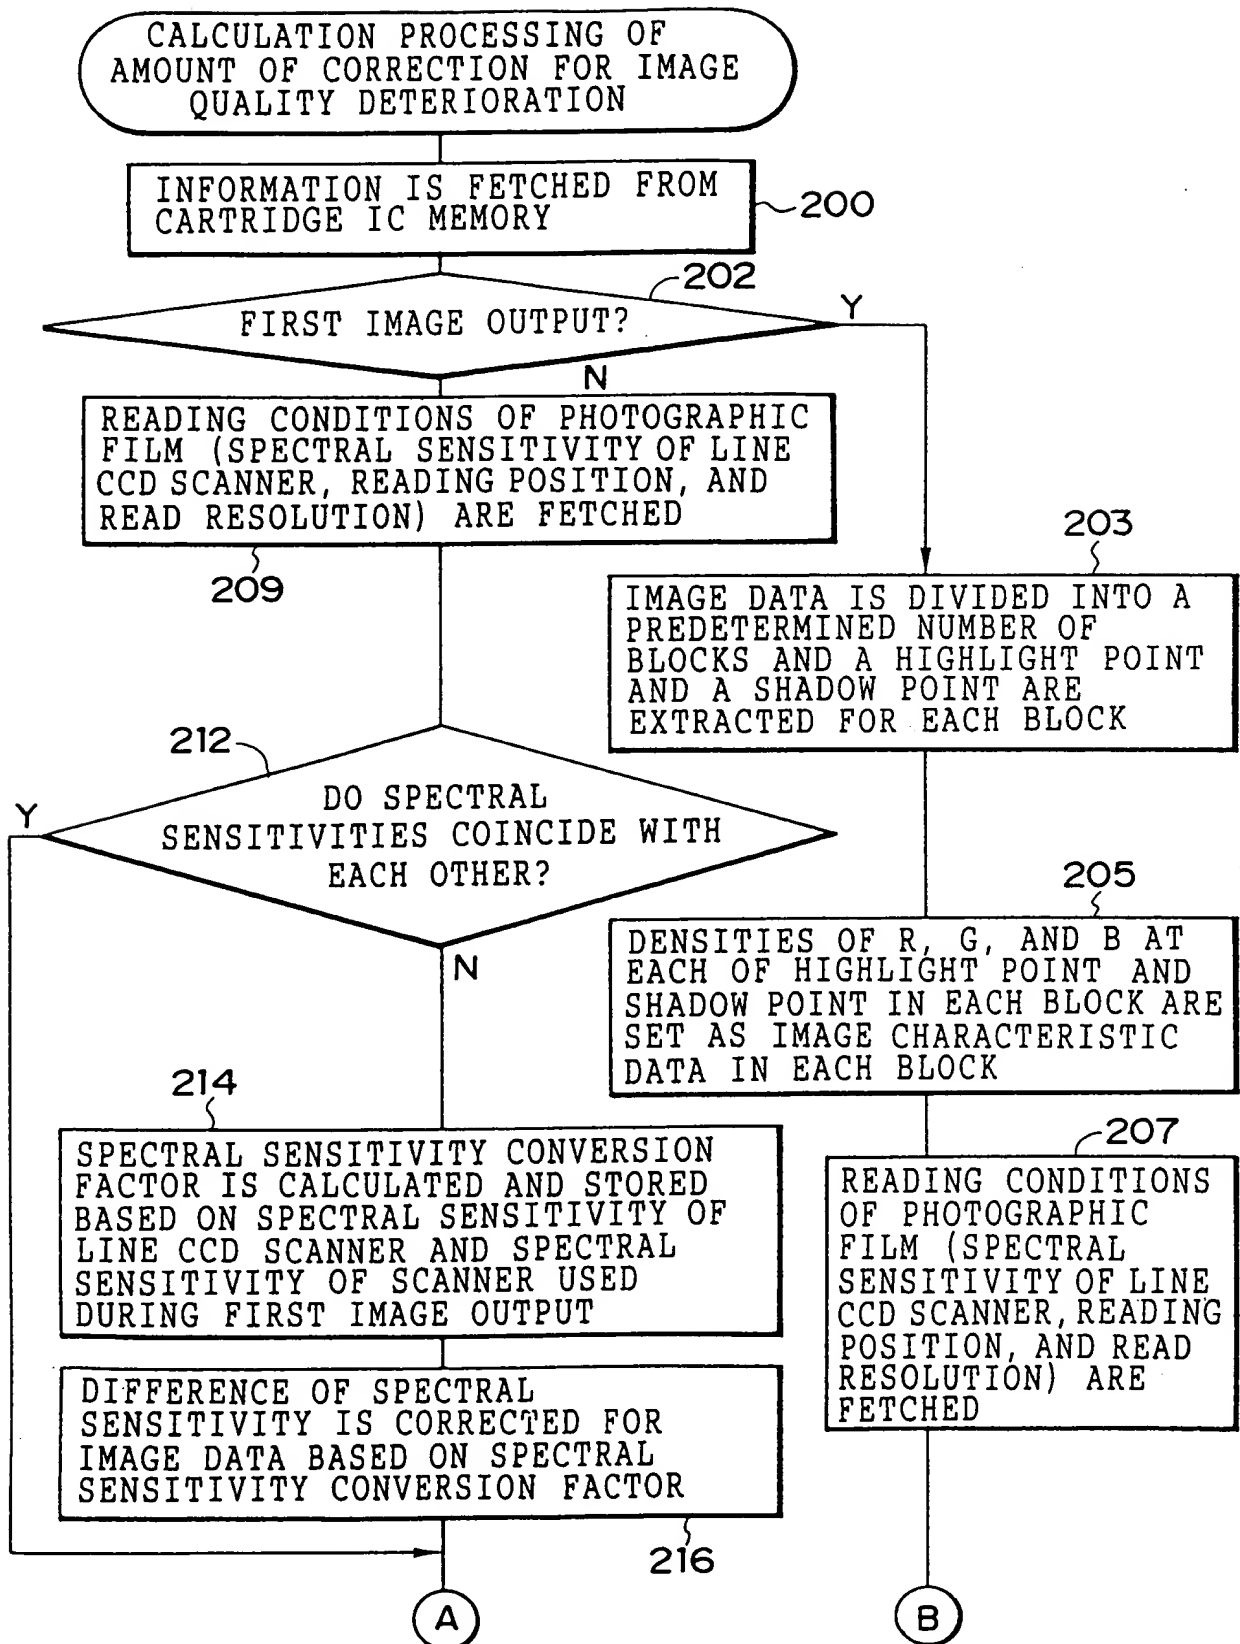 CALCULATION PROCESSING OF
AMOUNT OF CORRECTION FOR IMAGE
QUALITY DETERIORATION
INFORMATION IS FETCHED FROM
CARTRIDGE IC MEMORY
200
202
FIRST IMAGE OUTPUT?
Y
N
READING CONDITIONS OF PHOTOGRAPHIC
FILM (SPECTRAL SENSITIVITY OF LINE
CCD SCANNER, READING POSITION, AND
READ RESOLUTION) ARE FETCHED
209
203
IMAGE DATA IS DIVIDED INTO A
PREDETERMINED NUMBER OF
BLOCKS AND A HIGHLIGHT POINT
AND A SHADOW POINT ARE
EXTRACTED FOR EACH BLOCK
212
Y
DO SPECTRAL
SENSITIVITIES COINCIDE WITH
EACH OTHER?
N
205
DENSITIES OF R, G, AND B AT
EACH OF HIGHLIGHT POINT AND
SHADOW POINT IN EACH BLOCK ARE
SET AS IMAGE CHARACTERISTIC
DATA IN EACH BLOCK
214
SPECTRAL SENSITIVITY CONVERSION
FACTOR IS CALCULATED AND STORED
BASED ON SPECTRAL SENSITIVITY OF
LINE CCD SCANNER AND SPECTRAL
SENSITIVITY OF SCANNER USED
DURING FIRST IMAGE OUTPUT
207
READING CONDITIONS
OF PHOTOGRAPHIC
FILM (SPECTRAL
SENSITIVITY OF LINE
CCD SCANNER, READING
POSITION, AND READ
RESOLUTION) ARE
FETCHED
DIFFERENCE OF SPECTRAL
SENSITIVITY IS CORRECTED FOR
IMAGE DATA BASED ON SPECTRAL
SENSITIVITY CONVERSION FACTOR
216
A
B